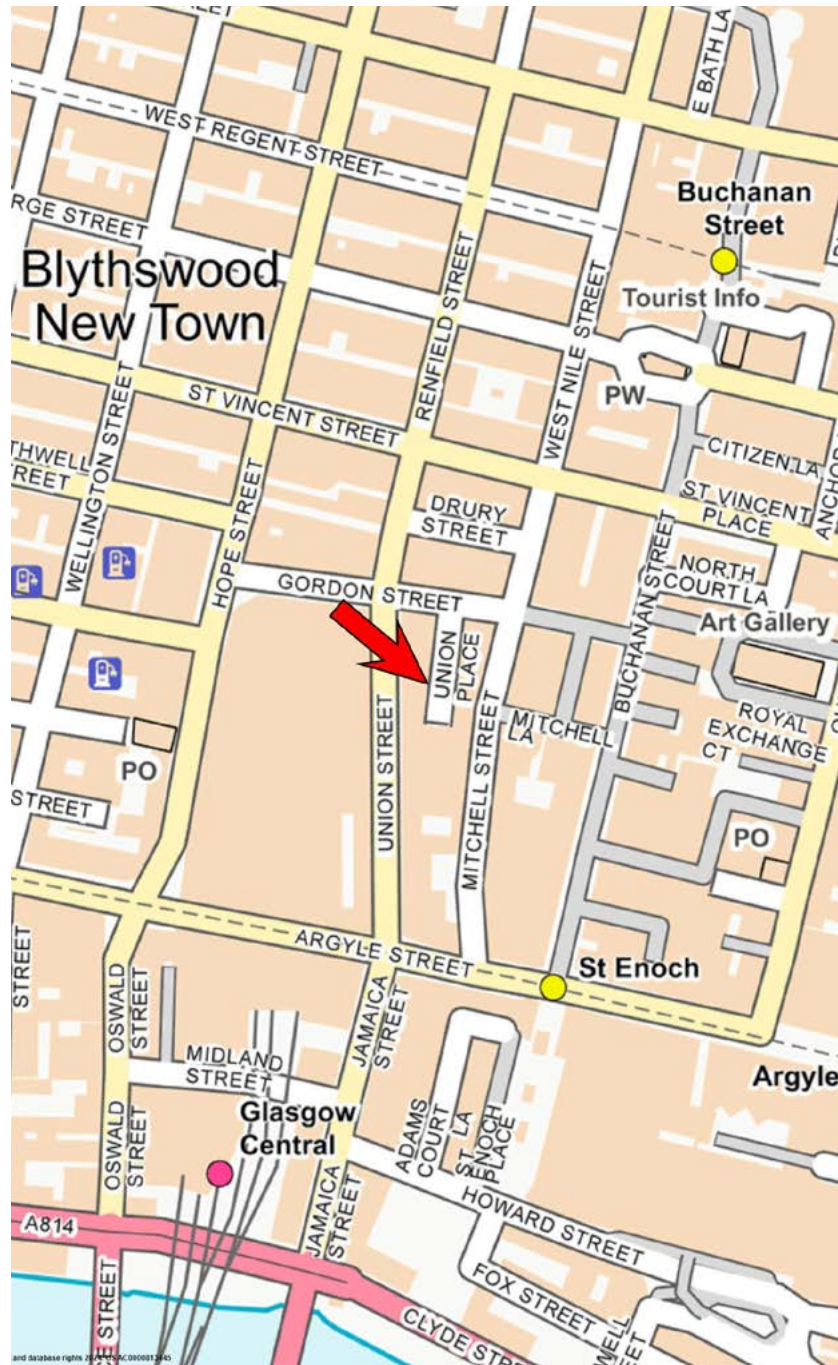 E BATH LA
WEST REGENT STREET
Buchanan
Street
RGE STREET
Blythswood
New Town
Tourist Info
RENFIELD STREET
WEST NILE STREET
PW
ST VINCENT STREET
WELLINGTON STREET
CITIZEN LA
ANCHOR
ST VINCENT
PLACE
THWELL
REET
HOPE STREET
DRURY
STREET
NORTH
COURT LA
BUCHANAN STREET
GORDON STREET
Art Gallery
UNION
PLACE
MITCHELL
LA
ROYAL
EXCHANGE
CT
UNION STREET
MITCHELL STREET
PO
STREET
PO
ARGYLE STREET
St Enoch
STREET
OSWALD
STREET
JAMAICA
STREET
MIDLAND
STREET
Argyle
Glasgow
Central
ADAMS
COURT
ST
ENOCH
LA
PLACE
OSWALD
STREET
JAMAICA
STREET
HOWARD STREET
A814
FOX STREET
E STREET
CLYDE STRE
WELL
REET